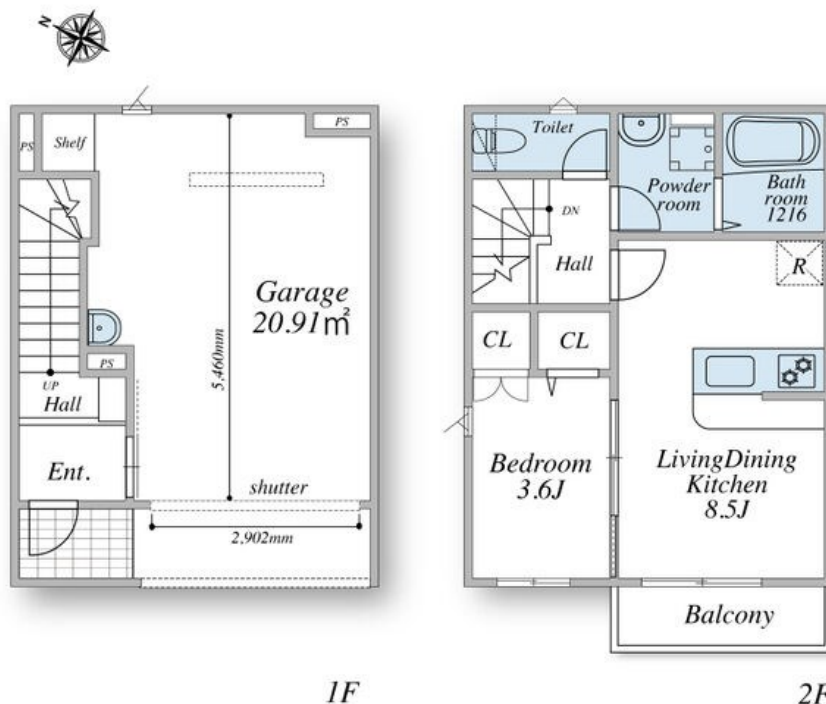 N
PS
Shelf
PS
Garage
20.91㎡
5,460mm
PS
UP
Hall
Ent.
shutter
2,902mm
1F
Toilet
Powder
room
Bath
room
1216
DN
Hall
R
CL
CL
Bedroom
3.6J
LivingDining
Kitchen
8.5J
Balcony
2F